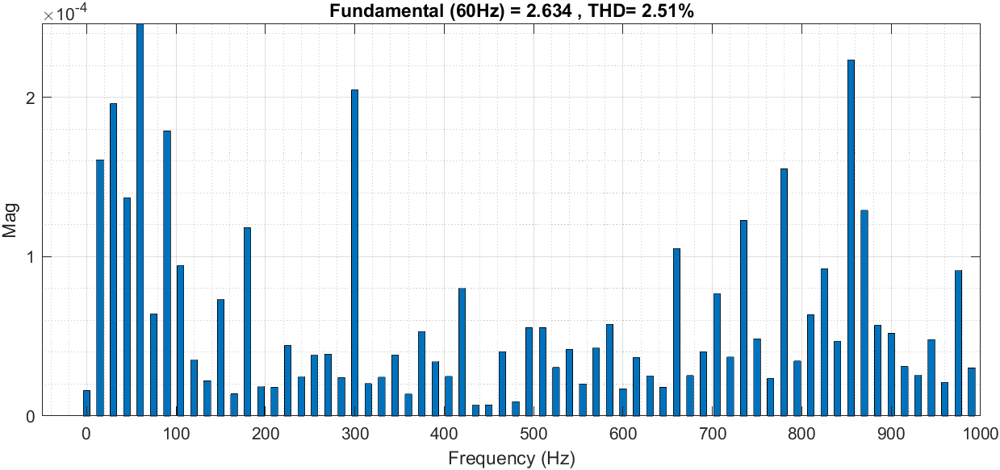 Fundamental (60Hz) = 2.634 , THD= 2.51%
×10-4
2
1
0
Mag
0 100 200 300 400 500 600 700 800 900 1000
Frequency (Hz)